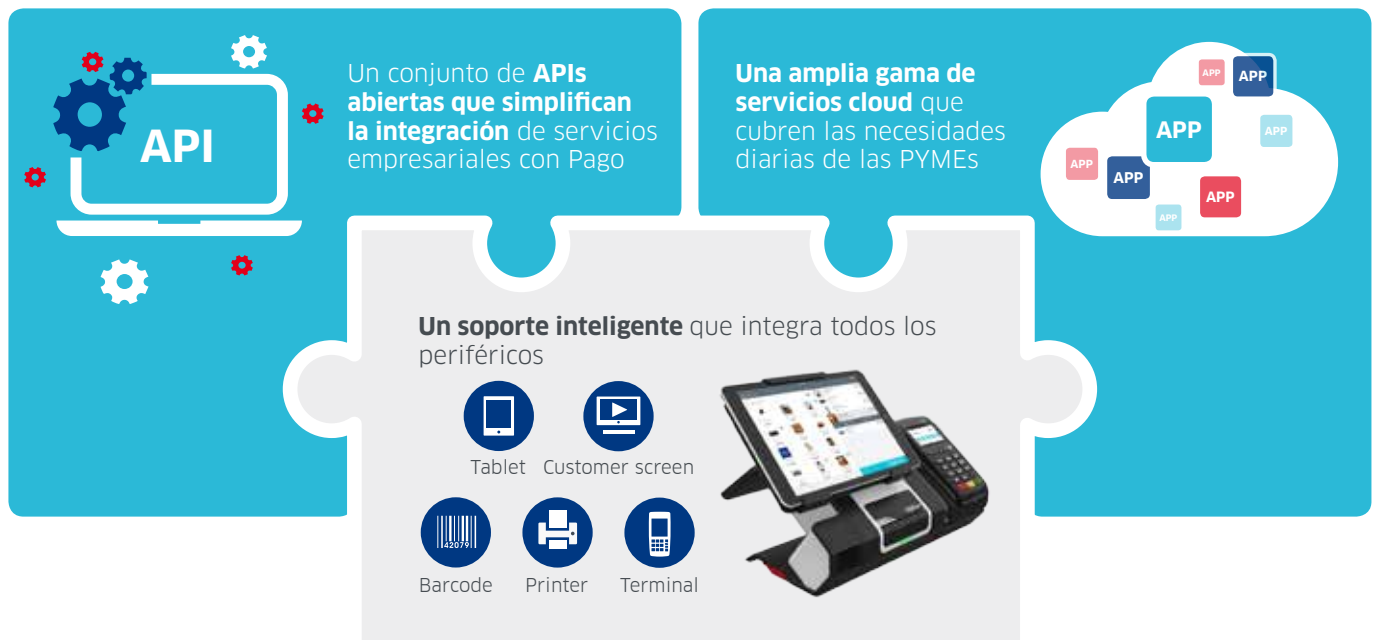 API
Un conjunto de APIs
abiertas que simplifican
la integración de servicios
empresariales con Pago
Una amplia gama de
servicios cloud que
cubren las necesidades
diarias de las PYMEs
APP
APP
APP
APP
APP
APP
APP
APP
Un soporte inteligente que integra todos los
periféricos
Tablet
Customer screen
42079
Barcode
Printer
Terminal